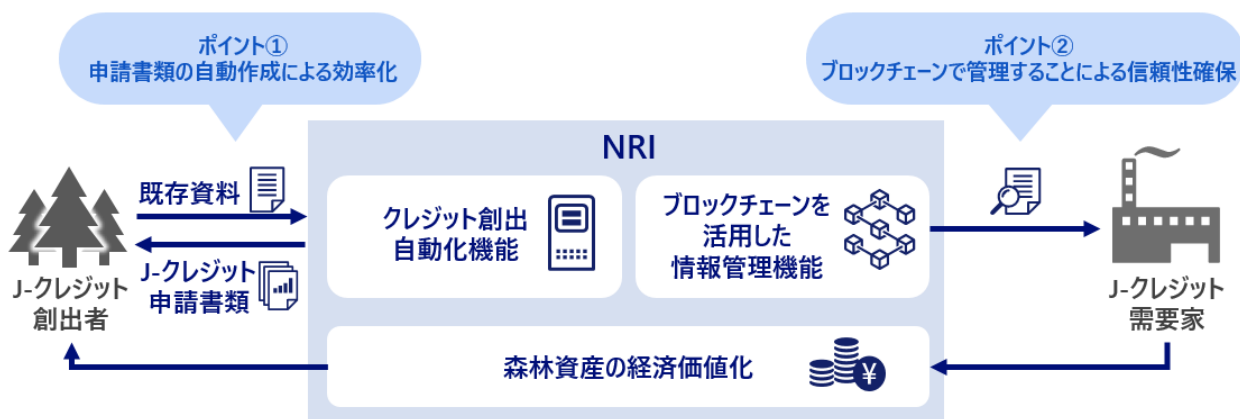 ポイント①
申請書類の自動作成による効率化
ポイント②
ブロックチェーンで管理することによる信頼性確保
NRI
既存資料
J-クレジット
申請書類
J-クレジット
創出者
クレジット創出
自動化機能
ブロックチェーンを
活用した
情報管理機能
J-クレジット
需要家
森林資産の経済価値化
¥